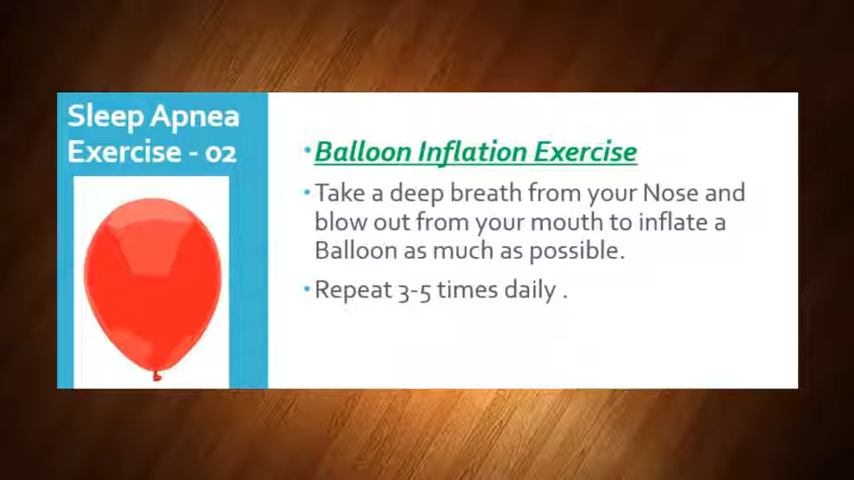 Sleep Apnea
Exercise - 02
•Balloon Inflation Exercise
•Take a deep breath from your Nose and
blow out from your mouth to inflate a
Balloon as much as possible.
•Repeat 3-5 times daily .